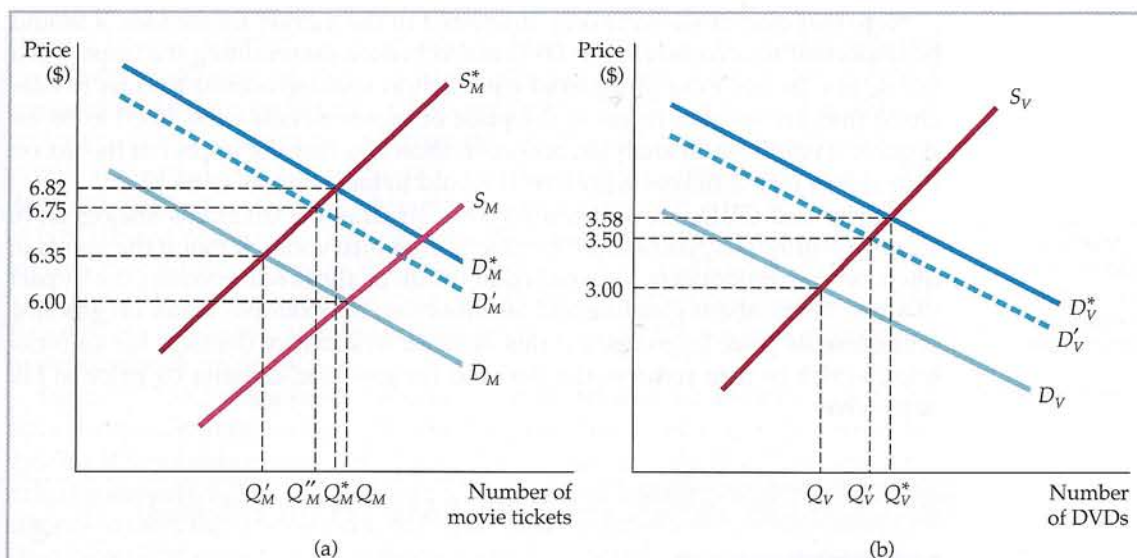 Price
($)
S*M
6.82
6.75
SM
6.35
D*M
D′M
6.00
DM
Q′M Q″M Q*M QM
Number of
movie tickets
(a)
Price
($)
SV
3.58
3.50
3.00
D*V
D′V
DV
QV Q′V Q*V
Number
of DVDs
(b)